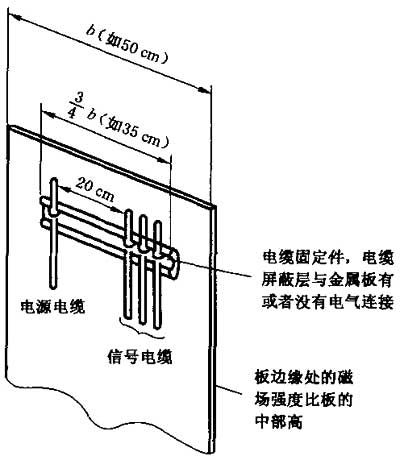 b(如50 cm)
3/4 b(如35 cm)
20 cm
电缆固定件，电缆
屏蔽层与金属板有
或者没有电气连接
电源电缆
信号电缆
板边缘处的磁
场强度比板的
中部高